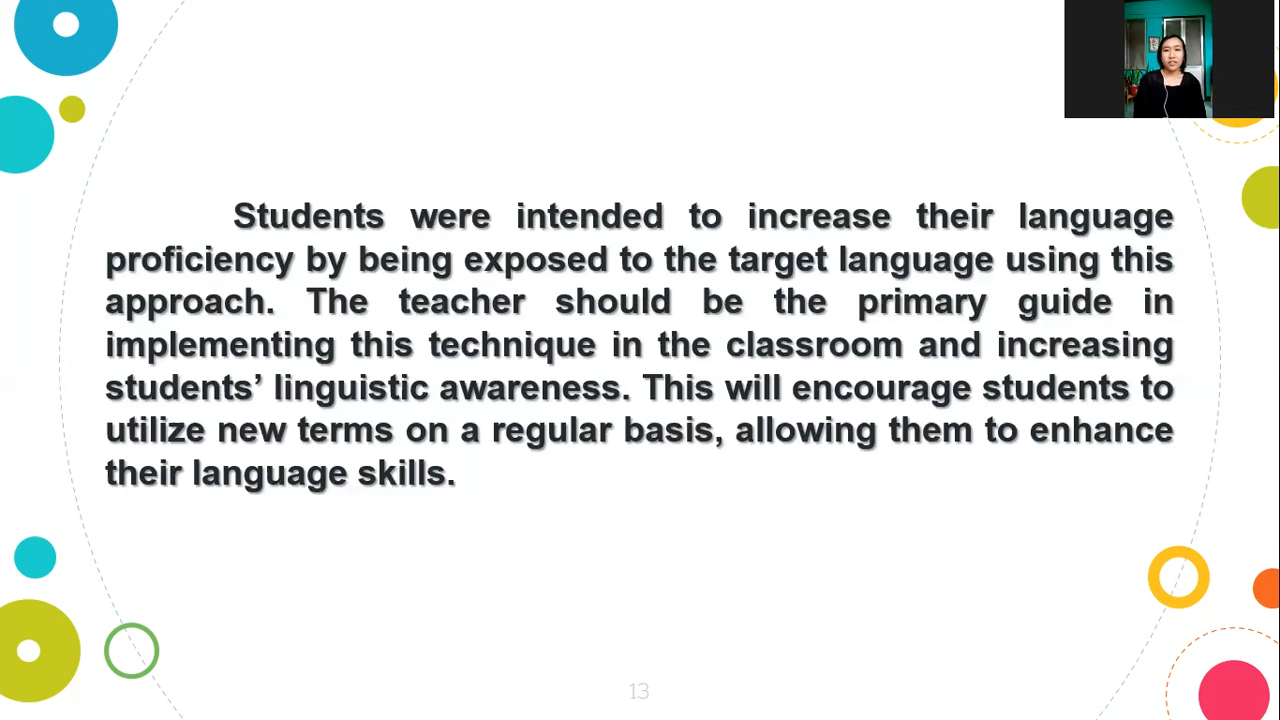 Students were intended to increase their language
proficiency by being exposed to the target language using this
approach. The teacher should be the primary guide in
implementing this technique in the classroom and increasing
students’ linguistic awareness. This will encourage students to
utilize new terms on a regular basis, allowing them to enhance
their language skills.
13